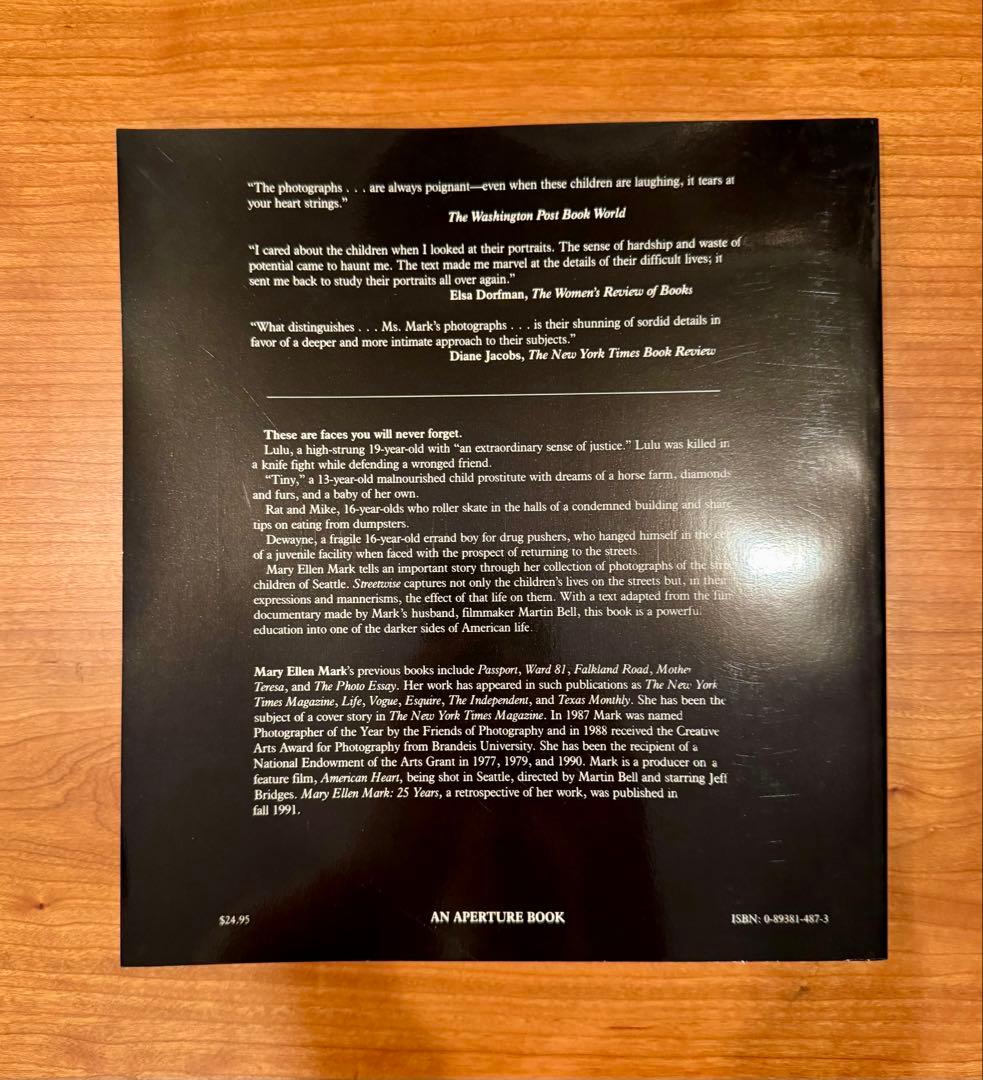 “The photographs . . . are always poignant—even when these children are laughing, it tears at
your heart strings.”
The Washington Post Book World
“I cared about the children when I looked at their portraits. The sense of hardship and waste of
potential came to haunt me. The text made me marvel at the details of their difficult lives; it
sent me back to study their portraits all over again.”
Elsa Dorfman, The Women's Review of Books
“What distinguishes . . . Ms. Mark's photographs . . . is their shunning of sordid details in
favor of a deeper and more intimate approach to their subjects.”
Diane Jacobs, The New York Times Book Review
These are faces you will never forget.
Lulu, a high-strung 19-year-old with “an extraordinary sense of justice.” Lulu was killed in
a knife fight while defending a wronged friend.
“Tiny,” a 13-year-old malnourished child prostitute with dreams of a horse farm, diamonds
and furs, and a baby of her own.
Rat and Mike, 16-year-olds who roller skate in the halls of a condemned building and share
tips on eating from dumpsters.
Dewayne, a fragile 16-year-old errand boy for drug pushers, who hanged himself in the
of a juvenile facility when faced with the prospect of returning to the streets.
Mary Ellen Mark tells an important story through her collection of photographs of the
children of Seattle. Streetwise captures not only the children's lives on the streets but, in their
expressions and mannerisms, the effect of that life on them. With a text adapted from the
documentary made by Mark's husband, filmmaker Martin Bell, this book is a powerful
education into one of the darker sides of American life.
Mary Ellen Mark's previous books include Passport, Ward 81, Falkland Road, Mother
Teresa, and The Photo Essay. Her work has appeared in such publications as The New York
Times Magazine, Life, Vogue, Esquire, The Independent, and Texas Monthly. She has been the
subject of a cover story in The New York Times Magazine. In 1987 Mark was named
Photographer of the Year by the Friends of Photography and in 1988 received the Creative
Arts Award for Photography from Brandeis University. She has been the recipient of a
National Endowment of the Arts Grant in 1977, 1979, and 1990. Mark is a producer on a
feature film, American Heart, being shot in Seattle, directed by Martin Bell and starring Jeff
Bridges. Mary Ellen Mark: 25 Years, a retrospective of her work, was published in
fall 1991.
$24.95
AN APERTURE BOOK
ISBN: 0-89381-487-3